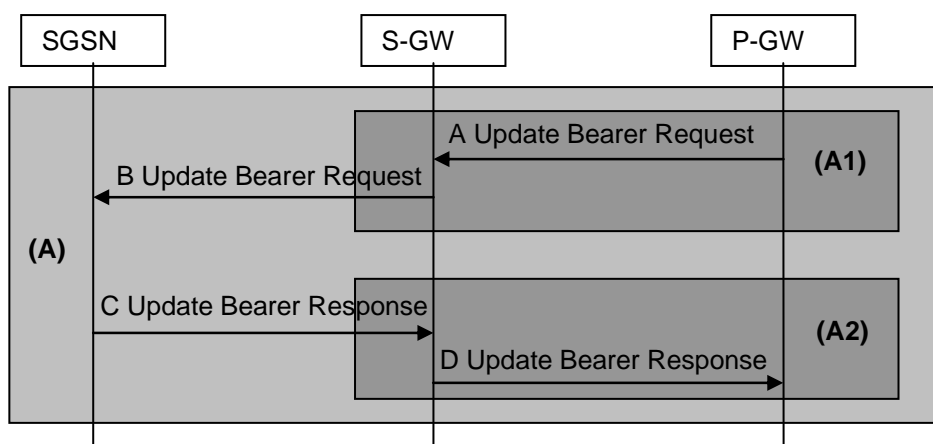 SGSN
S-GW
P-GW
A Update Bearer Request
(A1)
B Update Bearer Request
(A)
C Update Bearer Response
(A2)
D Update Bearer Response